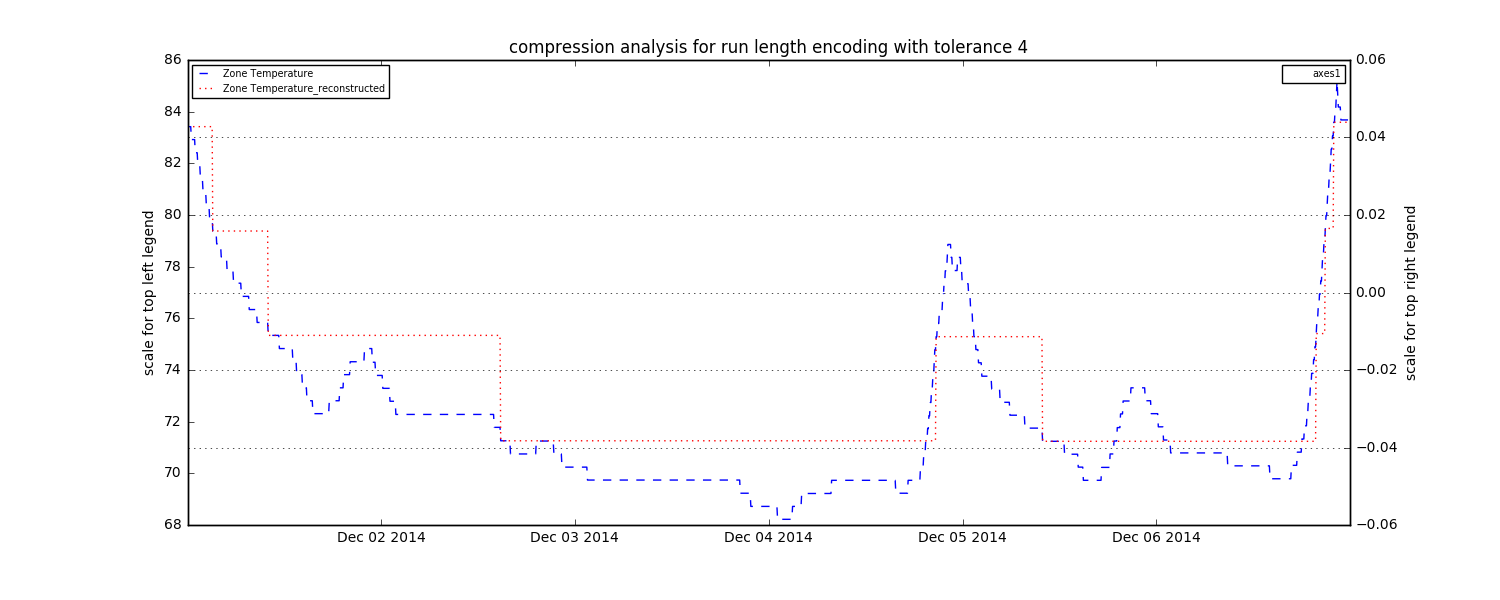 compression analysis for run length encoding with tolerance 4
86
84
82
80
78
76
74
72
70
68
scale for top left legend
Zone Temperature
Zone Temperature_reconstructed
axes1
0.06
0.04
0.02
0.00
−0.02
−0.04
−0.06
scale for top right legend
Dec 02 2014
Dec 03 2014
Dec 04 2014
Dec 05 2014
Dec 06 2014